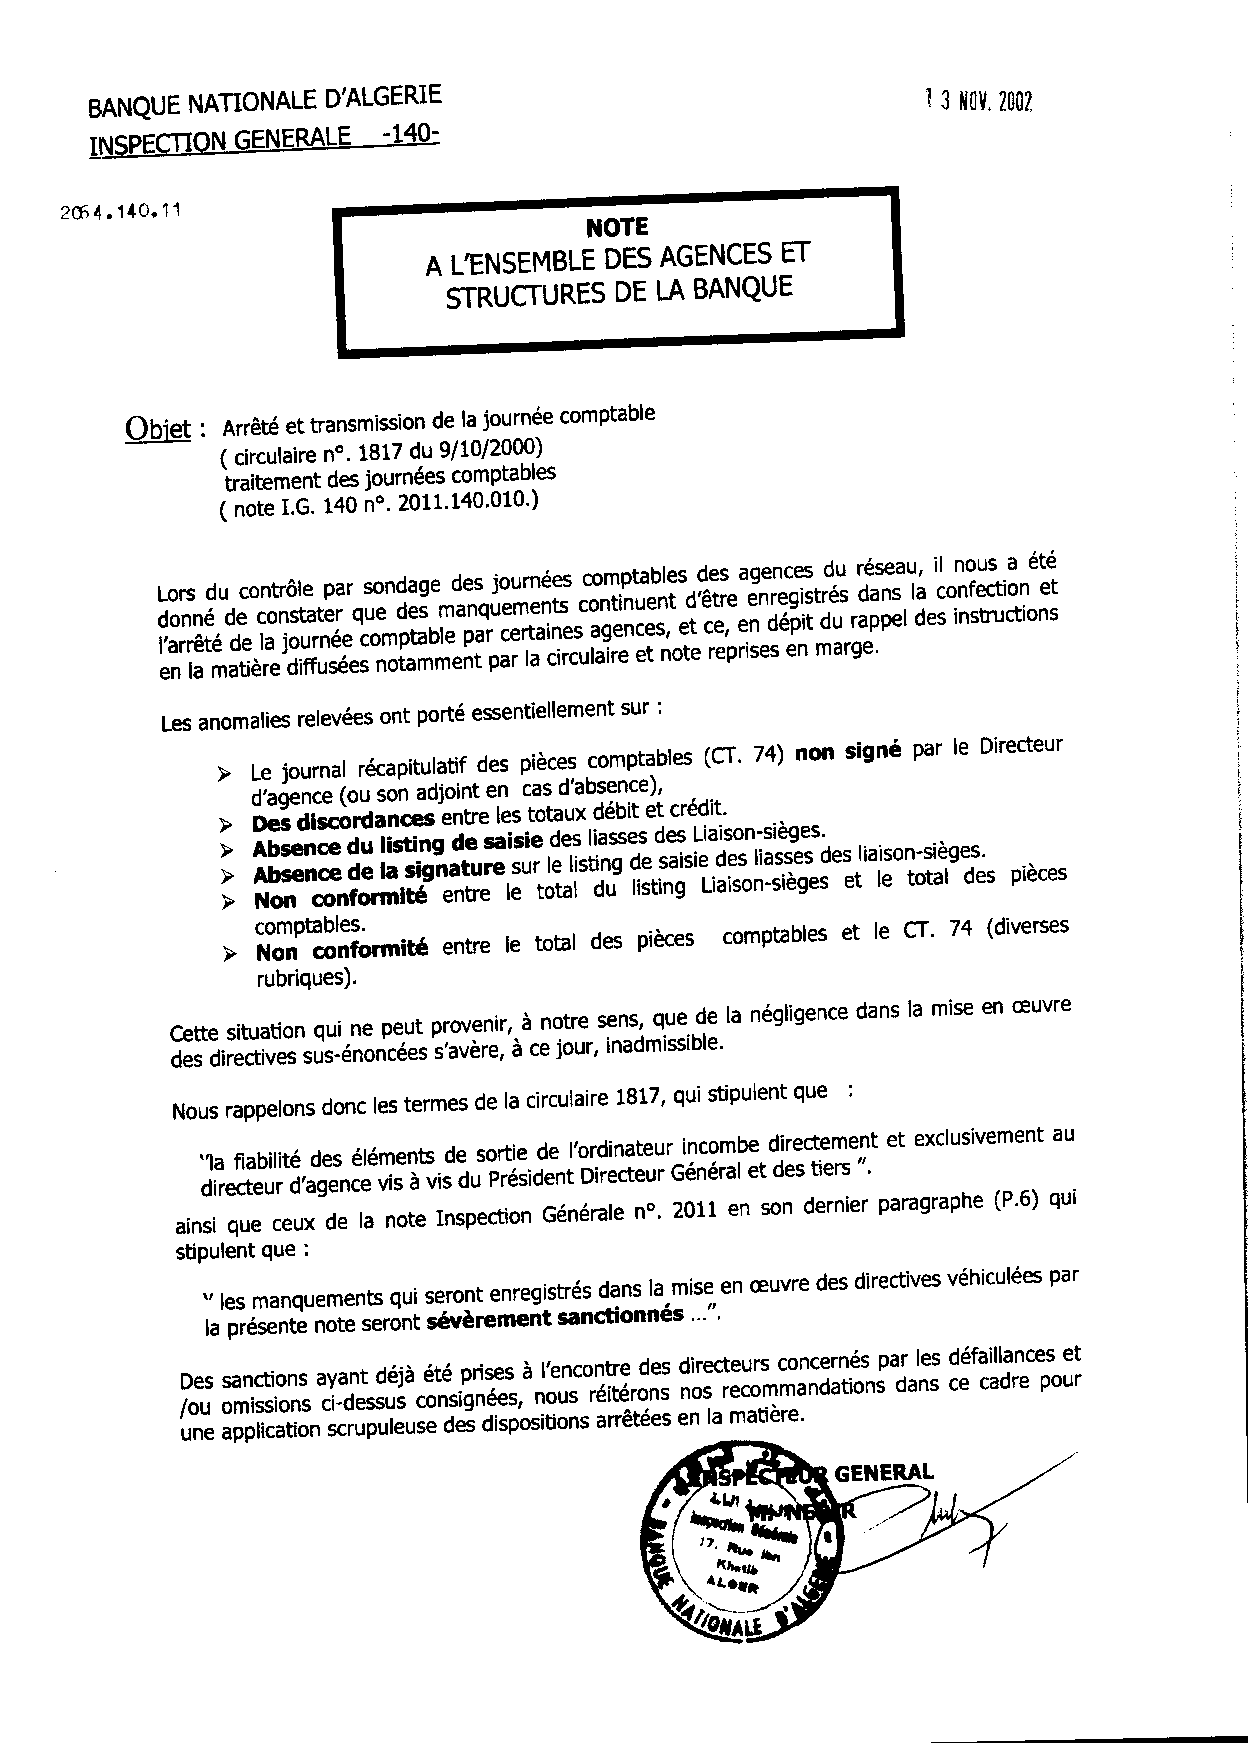 BANQUE NATIONALE D'ALGERIE
13 NOV. 2002
INSPECTION GENERALE -140-
2064.140.11
NOTE
A L'ENSEMBLE DES AGENCES ET
STRUCTURES DE LA BANQUE
Objet : Arrêté et transmission de la journée comptable
( circulaire n°. 1817 du 9/10/2000)
traitement des journées comptables
( note I.G. 140 n°. 2011.140.010.)
Lors du contrôle par sondage des journées comptables des agences du réseau, il nous a été
donné de constater que des manquements continuent d'être enregistrés dans la confection et
l'arrêté de la journée comptable par certaines agences, et ce, en dépit du rappel des instructions
en la matière diffusées notamment par la circulaire et note reprises en marge.
Les anomalies relevées ont porté essentiellement sur :
➢ Le journal récapitulatif des pièces comptables (CT. 74) non signé par le Directeur
d'agence (ou son adjoint en cas d'absence),
➢ Des discordances entre les totaux débit et crédit.
➢ Absence du listing de saisie des liasses des Liaison-sièges.
➢ Absence de la signature sur le listing de saisie des liasses des liaison-sièges.
➢ Non conformité entre le total du listing Liaison-sièges et le total des pièces
comptables.
➢ Non conformité entre le total des pièces comptables et le CT. 74 (diverses
rubriques).
Cette situation qui ne peut provenir, à notre sens, que de la négligence dans la mise en œuvre
des directives sus-énoncées s'avère, à ce jour, inadmissible.
Nous rappelons donc les termes de la circulaire 1817, qui stipulent que :
"la fiabilité des éléments de sortie de l'ordinateur incombe directement et exclusivement au
directeur d'agence vis à vis du Président Directeur Général et des tiers ".
ainsi que ceux de la note Inspection Générale n°. 2011 en son dernier paragraphe (P.6) qui
stipulent que :
" les manquements qui seront enregistrés dans la mise en œuvre des directives véhiculées par
la présente note seront sévèrement sanctionnés ...".
Des sanctions ayant déjà été prises à l'encontre des directeurs concernés par les défaillances et
/ou omissions ci-dessus consignées, nous réitérons nos recommandations dans ce cadre pour
une application scrupuleuse des dispositions arrêtées en la matière.
INSPECTEUR GENERAL
Inspection Générale
17, Rue
Khatib
ALGER
BANQUE NATIONALE D'ALGERIE